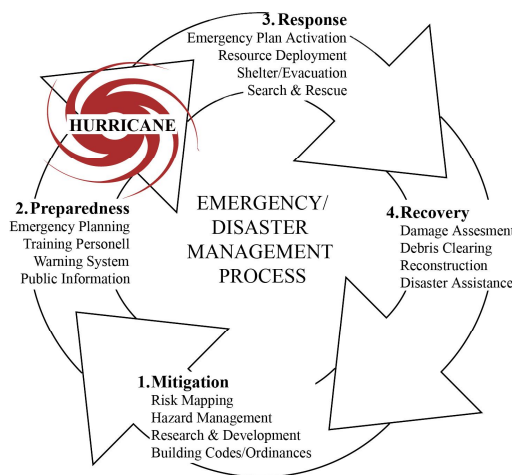 3. Response
Emergency Plan Activation
Resource Deployment
Shelter/Evacuation
Search & Rescue
HURRICANE
2. Preparedness
Emergency Planning
Training Personell
Warning System
Public Information
EMERGENCY/
DISASTER
MANAGEMENT
PROCESS
4. Recovery
Damage Assesment
Debris Clearing
Reconstruction
Disaster Assistance
1. Mitigation
Risk Mapping
Hazard Management
Research & Development
Building Codes/Ordinances